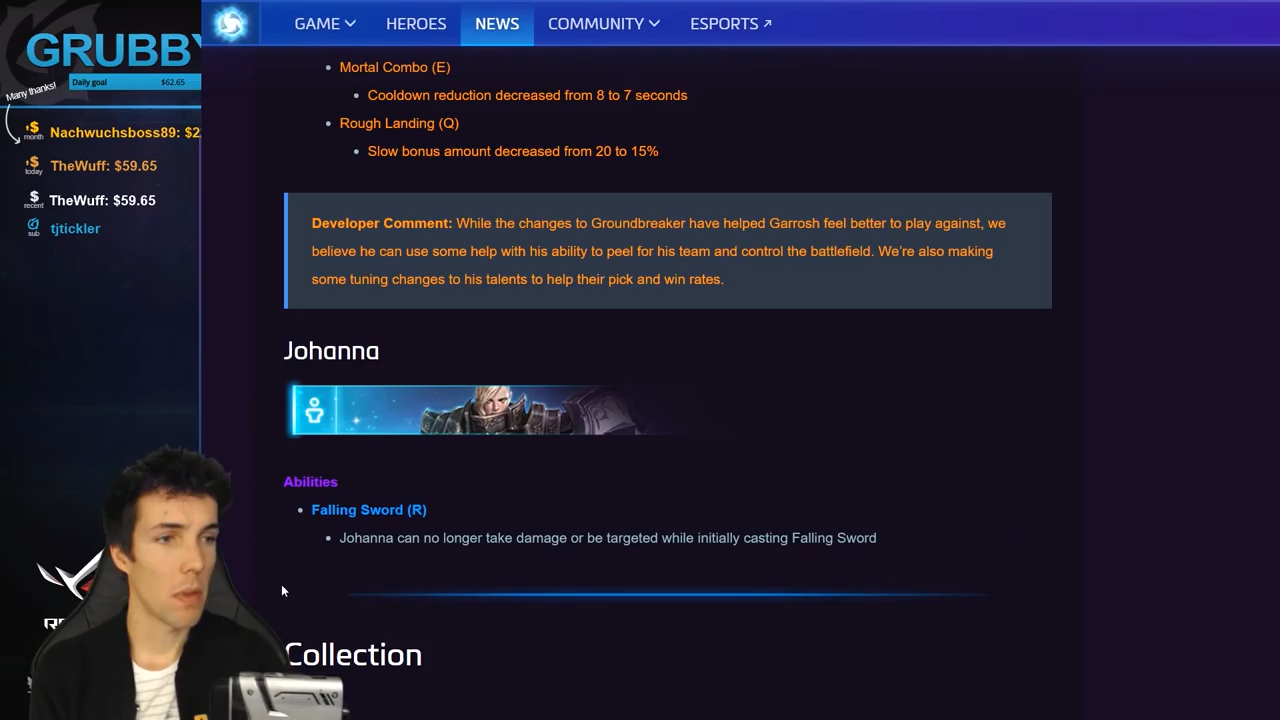 GAME HEROES NEWS COMMUNITY ESPORTS
GRUBBY
Daily goal $62.65
Many thanks!
$ month Nachwuchsboss89: $2
$ today TheWuff: $59.65
$ recent TheWuff: $59.65
sub tjtickler
• Mortal Combo (E)
• Cooldown reduction decreased from 8 to 7 seconds
• Rough Landing (Q)
• Slow bonus amount decreased from 20 to 15%
Developer Comment: While the changes to Groundbreaker have helped Garrosh feel better to play against, we
believe he can use some help with his ability to peel for his team and control the battlefield. We're also making
some tuning changes to his talents to help their pick and win rates.
Johanna
Abilities
• Falling Sword (R)
• Johanna can no longer take damage or be targeted while initially casting Falling Sword
Collection